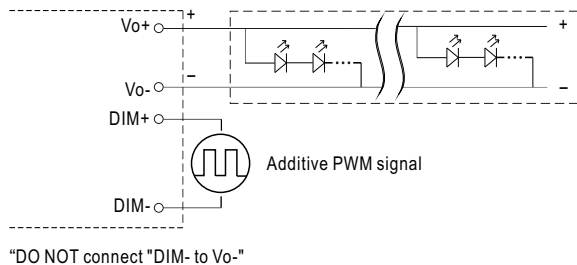 Vo+
+
+
Vo-
−
−
DIM+
Additive PWM signal
DIM-
“DO NOT connect "DIM- to Vo-"